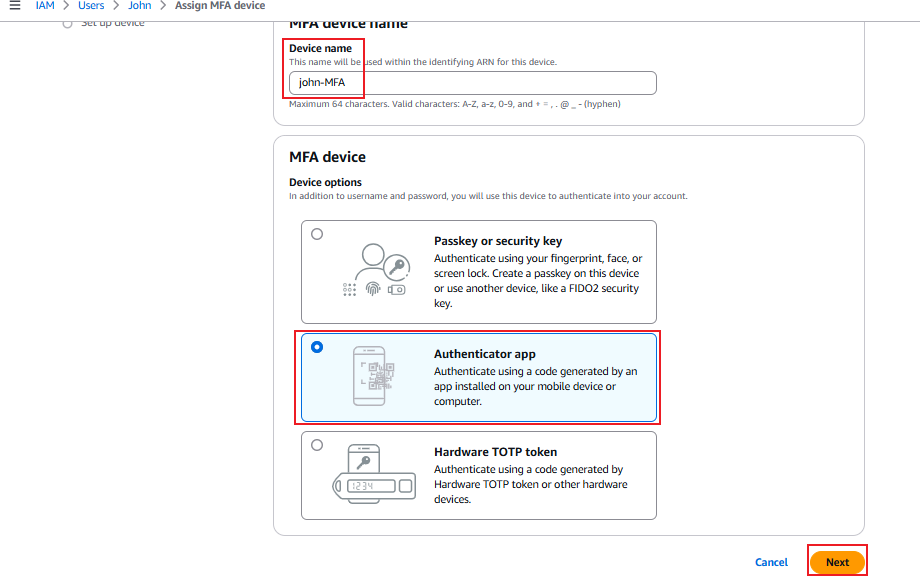 IAM > Users > John > Assign MFA device
Set up device
MFA device name
Device name
This name will be used within the identifying ARN for this device.
john-MFA
Maximum 64 characters. Valid characters: A-Z, a-z, 0-9, and + = , . @ _ - (hyphen)
MFA device
Device options
In addition to username and password, you will use this device to authenticate into your account.
Passkey or security key
Authenticate using your fingerprint, face, or
screen lock. Create a passkey on this device
or use another device, like a FIDO2 security
key.
Authenticator app
Authenticate using a code generated by an
app installed on your mobile device or
computer.
Hardware TOTP token
Authenticate using a code generated by
Hardware TOTP token or other hardware
devices.
1234
Cancel
Next